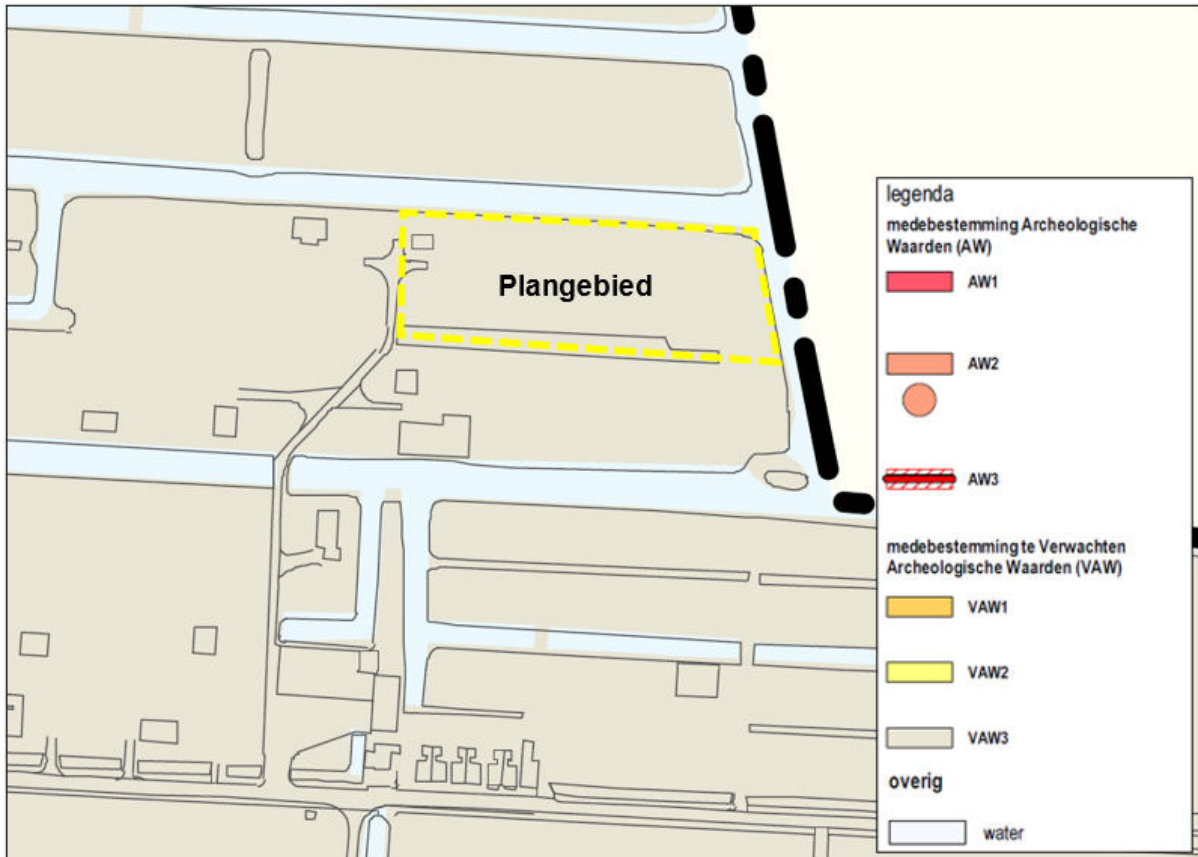 Plangebied
legenda
medebestemming Archeologische
Waarden (AW)
AW1
AW2
AW3
medebestemming te Verwachten
Archeologische Waarden (VAW)
VAW1
VAW2
VAW3
overig
water